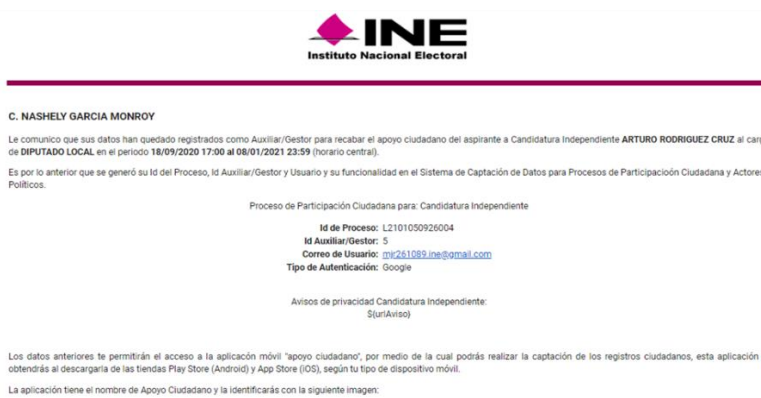 INE
Instituto Nacional Electoral
C. NASHELY GARCIA MONROY
Le comunico que sus datos han quedado registrados como Auxiliar/Gestor para recabar el apoyo ciudadano del aspirante a Candidatura Independiente ARTURO RODRIGUEZ CRUZ al carg
de DIPUTADO LOCAL en el periodo 18/09/2020 17:00 al 08/01/2021 23:59 (horario central).
Es por lo anterior que se generó su Id del Proceso, Id Auxiliar/Gestor y Usuario y su funcionalidad en el Sistema de Captación de Datos para Procesos de Participacioón Ciudadana y Actores
Políticos.
Proceso de Participación Ciudadana para: Candidatura Independiente
Id de Proceso: L2101050926004
Id Auxiliar/Gestor: 5
Correo de Usuario: mjr261089.ine@gmail.com
Tipo de Autenticación: Google
Avisos de privacidad Candidatura Independiente:
${urlAviso}
Los datos anteriores te permitirán el acceso a la aplicacón móvil "apoyo ciudadano", por medio de la cual podrás realizar la captación de los registros ciudadanos, esta aplicación
obtendrás al descargarla de las tiendas Play Store (Android) y App Store (iOS), según tu tipo de dispositivo móvil.
La aplicación tiene el nombre de Apoyo Ciudadano y la identificarás con la siguiente imagen: